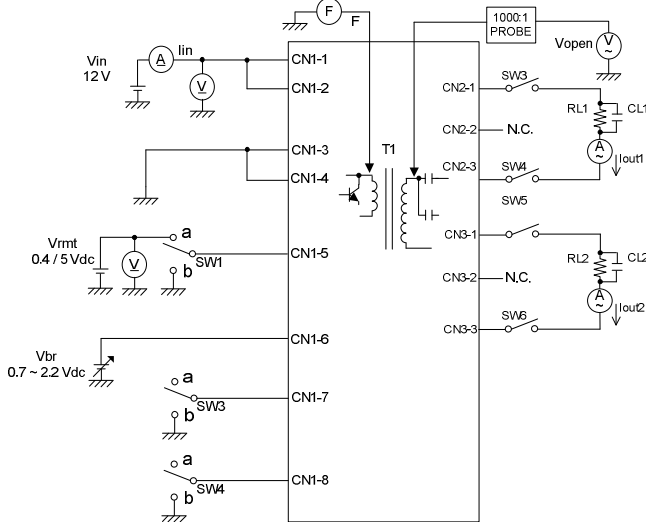 F
F
1000:1
PROBE
V
~
Vopen
Vin
12 V
A
Iin
V
CN1-1
CN1-2
CN1-3
CN1-4
T1
CN2-1
SW3
CN2-2
N.C.
CN2-3
SW4
RL1
CL1
A
~
Iout1
SW5
Vrmt
0.4 / 5 Vdc
V
a
b
SW1
CN1-5
CN3-1
CN3-2
N.C.
CN3-3
SW6
RL2
CL2
A
~
Iout2
Vbr
0.7 ~ 2.2 Vdc
CN1-6
a
b
SW3
CN1-7
a
b
SW4
CN1-8